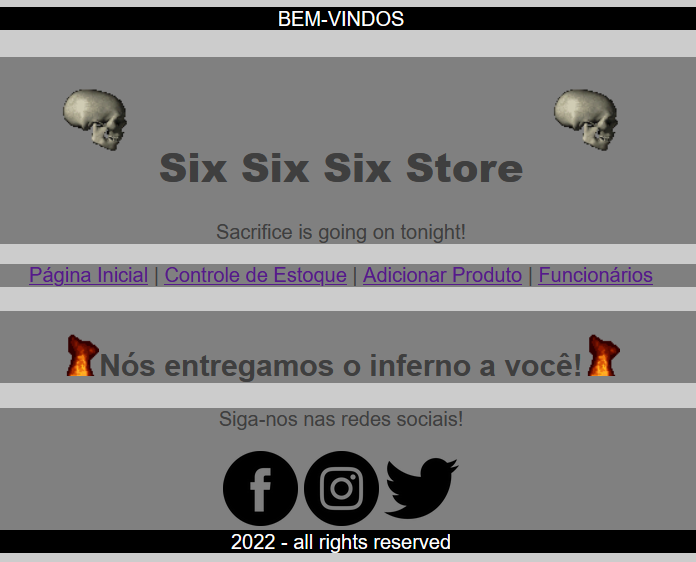 BEM-VINDOS
Six Six Six Store
Sacrifice is going on tonight!
Página Inicial | Controle de Estoque | Adicionar Produto | Funcionários
Nós entregamos o inferno a você!
Siga-nos nas redes sociais!
2022 - all rights reserved